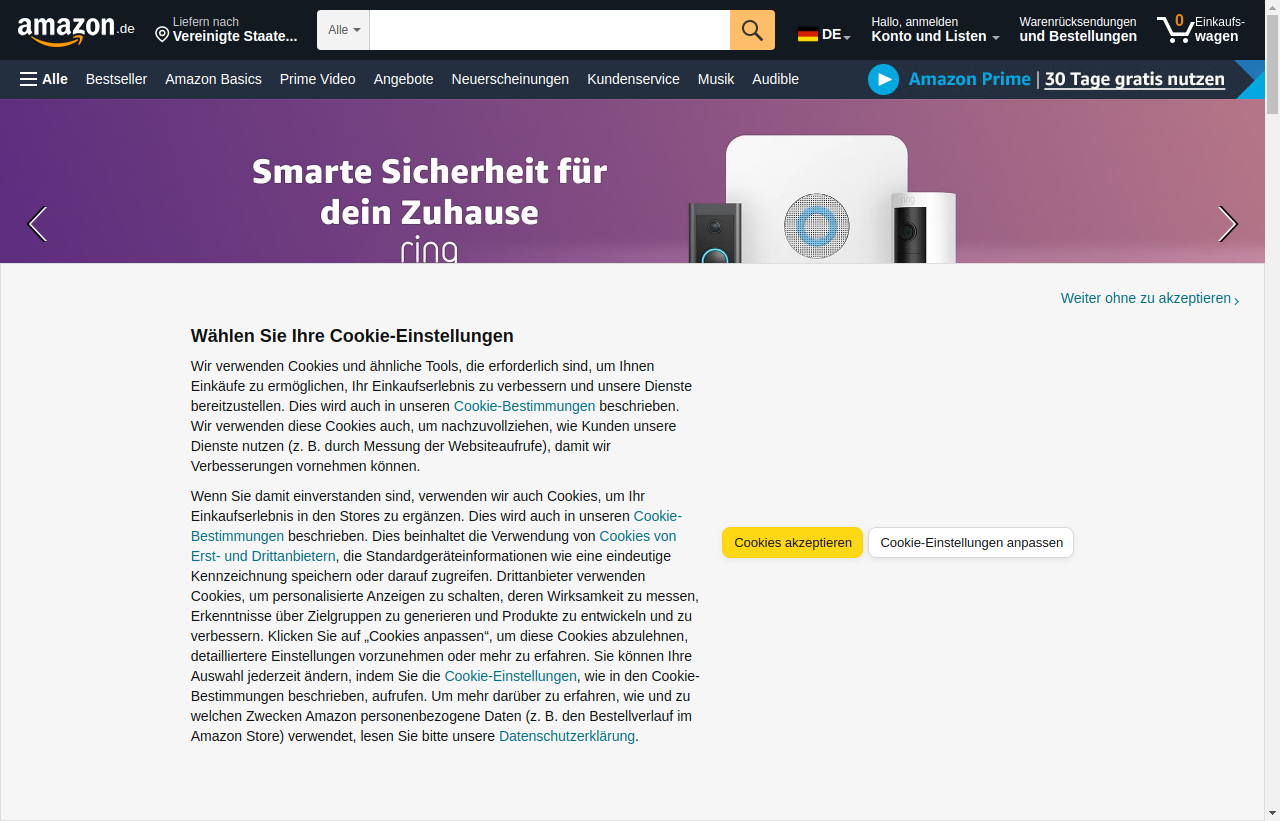 amazon.de
Liefern nach
Vereinigte Staate...
Alle
DE
Hallo, anmelden
Konto und Listen
Warenrücksendungen
und Bestellungen
0
Einkaufs-
wagen
Alle
Bestseller
Amazon Basics
Prime Video
Angebote
Neuerscheinungen
Kundenservice
Musik
Audible
Amazon Prime | 30 Tage gratis nutzen
Smarte Sicherheit für
dein Zuhause
ring
ring
Weiter ohne zu akzeptieren
Wählen Sie Ihre Cookie-Einstellungen
Wir verwenden Cookies und ähnliche Tools, die erforderlich sind, um Ihnen
Einkäufe zu ermöglichen, Ihr Einkaufserlebnis zu verbessern und unsere Dienste
bereitzustellen. Dies wird auch in unseren Cookie-Bestimmungen beschrieben.
Wir verwenden diese Cookies auch, um nachzuvollziehen, wie Kunden unsere
Dienste nutzen (z. B. durch Messung der Websiteaufrufe), damit wir
Verbesserungen vornehmen können.
Wenn Sie damit einverstanden sind, verwenden wir auch Cookies, um Ihr
Einkaufserlebnis in den Stores zu ergänzen. Dies wird auch in unseren Cookie-
Bestimmungen beschrieben. Dies beinhaltet die Verwendung von Cookies von
Erst- und Drittanbietern, die Standardgeräteinformationen wie eine eindeutige
Kennzeichnung speichern oder darauf zugreifen. Drittanbieter verwenden
Cookies, um personalisierte Anzeigen zu schalten, deren Wirksamkeit zu messen,
Erkenntnisse über Zielgruppen zu generieren und Produkte zu entwickeln und zu
verbessern. Klicken Sie auf „Cookies anpassen“, um diese Cookies abzulehnen,
detailliertere Einstellungen vorzunehmen oder mehr zu erfahren. Sie können Ihre
Auswahl jederzeit ändern, indem Sie die Cookie-Einstellungen, wie in den Cookie-
Bestimmungen beschrieben, aufrufen. Um mehr darüber zu erfahren, wie und zu
welchen Zwecken Amazon personenbezogene Daten (z. B. den Bestellverlauf im
Amazon Store) verwendet, lesen Sie bitte unsere Datenschutzerklärung.
Cookies akzeptieren
Cookie-Einstellungen anpassen